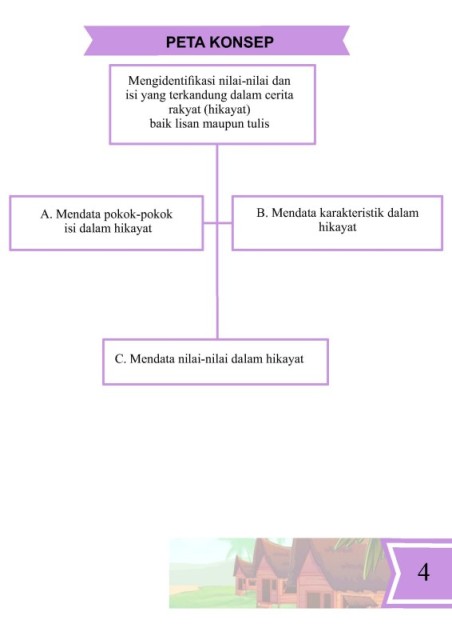 PETA KONSEP
Mengidentifikasi nilai-nilai dan
isi yang terkandung dalam cerita
rakyat (hikayat)
baik lisan maupun tulis
A. Mendata pokok-pokok
isi dalam hikayat
B. Mendata karakteristik dalam
hikayat
C. Mendata nilai-nilai dalam hikayat
4